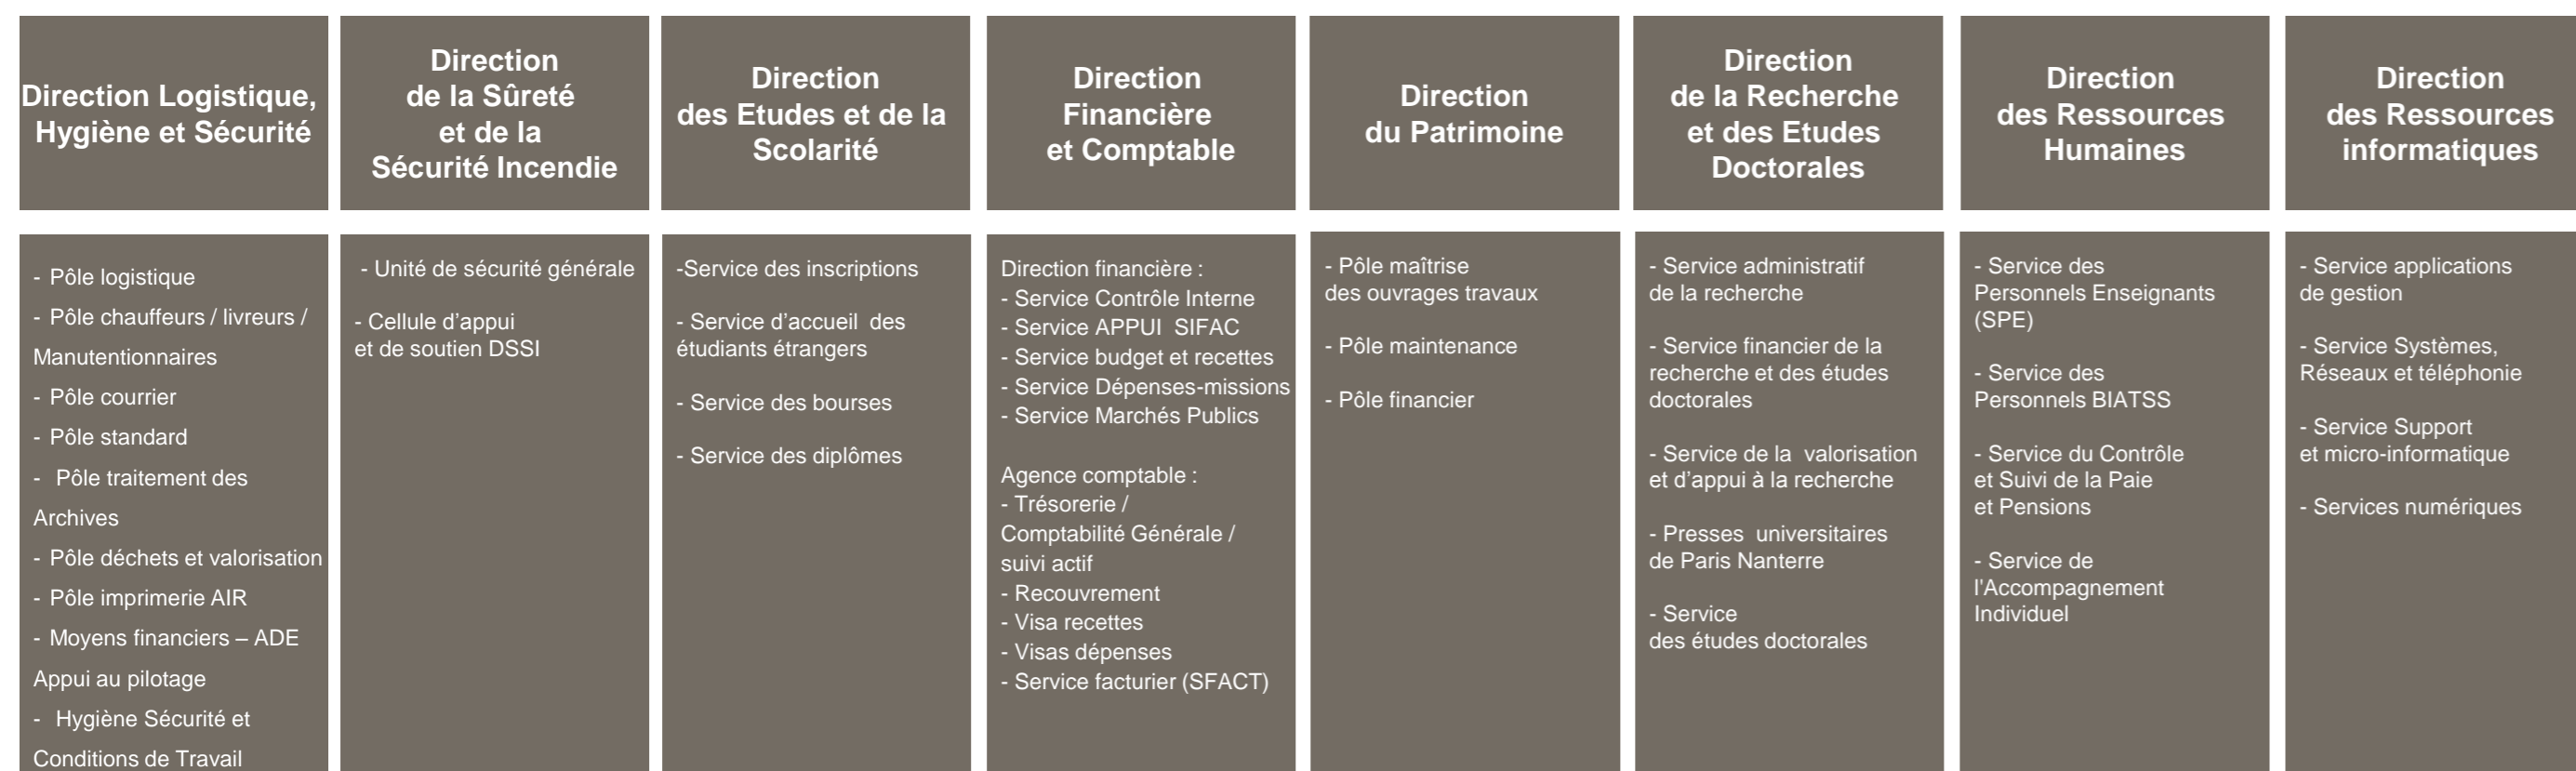 Direction Logistique,
Hygiène et Sécurité
Direction
de la Sûreté
et de la
Sécurité Incendie
Direction
des Etudes et de la
Scolarité
Direction
Financière
et Comptable
Direction
du Patrimoine
Direction
de la Recherche
et des Etudes
Doctorales
Direction
des Ressources
Humaines
Direction
des Ressources
informatiques
- Pôle logistique
- Pôle chauffeurs / livreurs /
Manutentionnaires
- Pôle courrier
- Pôle standard
- Pôle traitement des
Archives
- Pôle déchets et valorisation
- Pôle imprimerie AIR
- Moyens financiers – ADE
Appui au pilotage
- Hygiène Sécurité et
Conditions de Travail
- Unité de sécurité générale
- Cellule d’appui
et de soutien DSSI
-Service des inscriptions
- Service d’accueil des
étudiants étrangers
- Service des bourses
- Service des diplômes
Direction financière :
- Service Contrôle Interne
- Service APPUI SIFAC
- Service budget et recettes
- Service Dépenses-missions
- Service Marchés Publics
Agence comptable :
- Trésorerie /
Comptabilité Générale /
suivi actif
- Recouvrement
- Visa recettes
- Visas dépenses
- Service facturier (SFACT)
- Pôle maîtrise
des ouvrages travaux
- Pôle maintenance
- Pôle financier
- Service administratif
de la recherche
- Service financier de la
recherche et des études
doctorales
- Service de la valorisation
et d’appui à la recherche
- Presses universitaires
de Paris Nanterre
- Service
des études doctorales
- Service des
Personnels Enseignants
(SPE)
- Service des
Personnels BIATSS
- Service du Contrôle
et Suivi de la Paie
et Pensions
- Service de
l'Accompagnement
Individuel
- Service applications
de gestion
- Service Systèmes,
Réseaux et téléphonie
- Service Support
et micro-informatique
- Services numériques